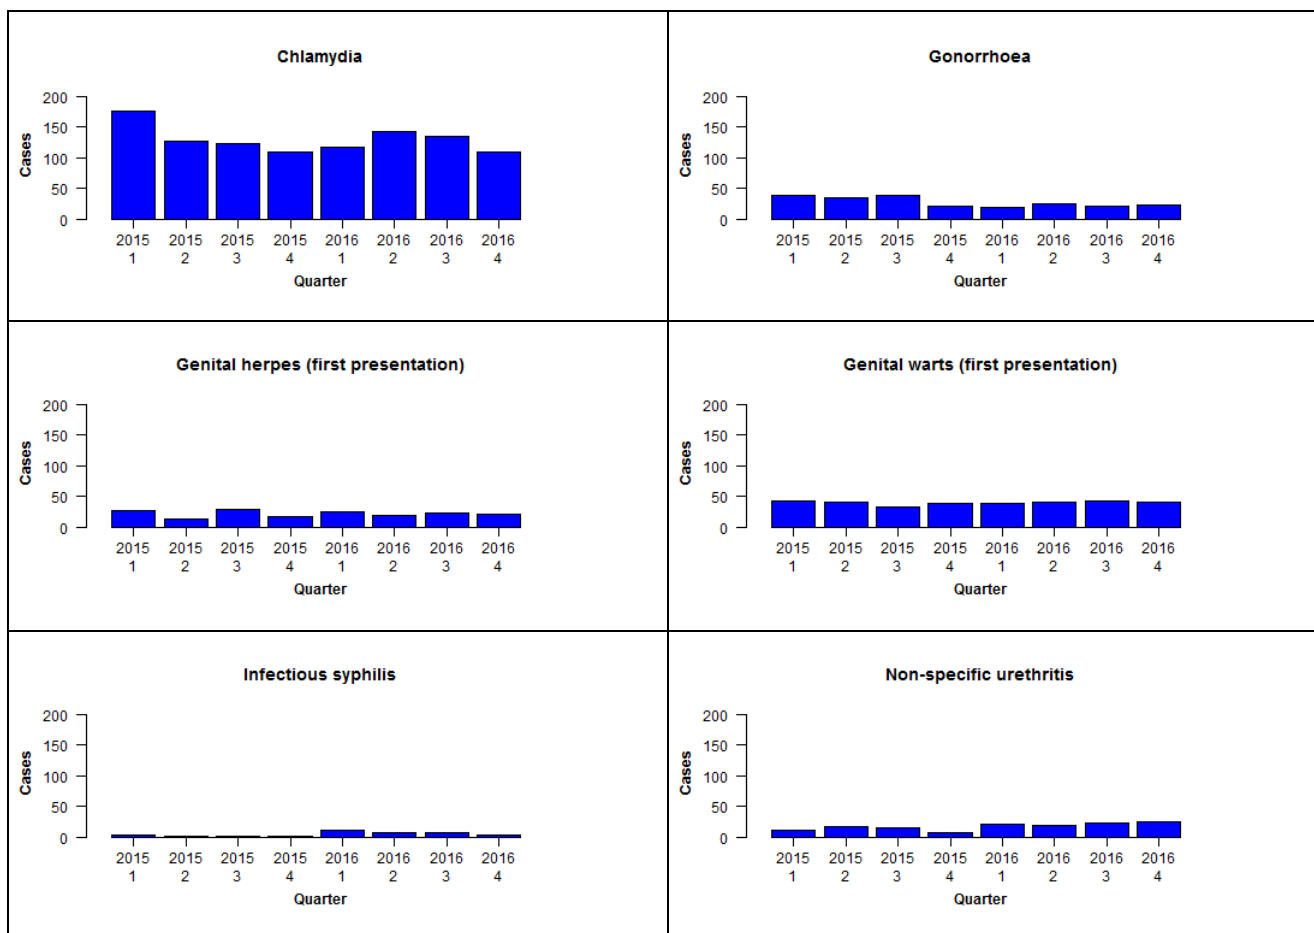 Chlamydia
Cases
200
150
100
50
0
2015 2015 2015 2015 2016 2016 2016 2016
1 2 3 4 1 2 3 4
Quarter
Gonorrhoea
Cases
200
150
100
50
0
2015 2015 2015 2015 2016 2016 2016 2016
1 2 3 4 1 2 3 4
Quarter
Genital herpes (first presentation)
Cases
200
150
100
50
0
2015 2015 2015 2015 2016 2016 2016 2016
1 2 3 4 1 2 3 4
Quarter
Genital warts (first presentation)
Cases
200
150
100
50
0
2015 2015 2015 2015 2016 2016 2016 2016
1 2 3 4 1 2 3 4
Quarter
Infectious syphilis
Cases
200
150
100
50
0
2015 2015 2015 2015 2016 2016 2016 2016
1 2 3 4 1 2 3 4
Quarter
Non-specific urethritis
Cases
200
150
100
50
0
2015 2015 2015 2015 2016 2016 2016 2016
1 2 3 4 1 2 3 4
Quarter